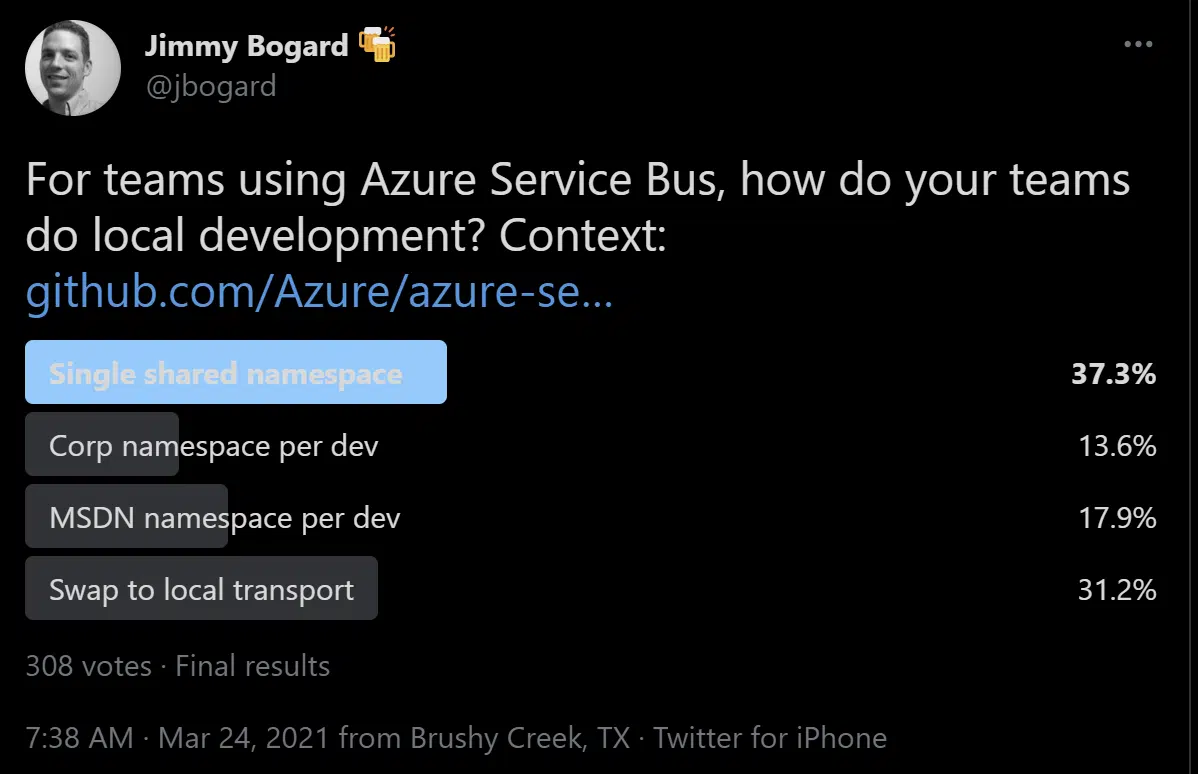 Jimmy Bogard 🍻
@jbogard
For teams using Azure Service Bus, how do your teams
do local development? Context:
github.com/Azure/azure-se...
Single shared namespace 37.3%
Corp namespace per dev 13.6%
MSDN namespace per dev 17.9%
Swap to local transport 31.2%
308 votes · Final results
7:38 AM · Mar 24, 2021 from Brushy Creek, TX · Twitter for iPhone